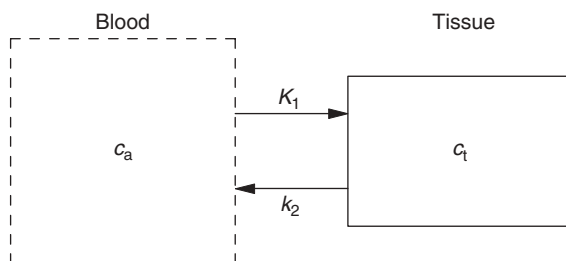 Blood
Tissue
K₁
cₐ
cₜ
k₂